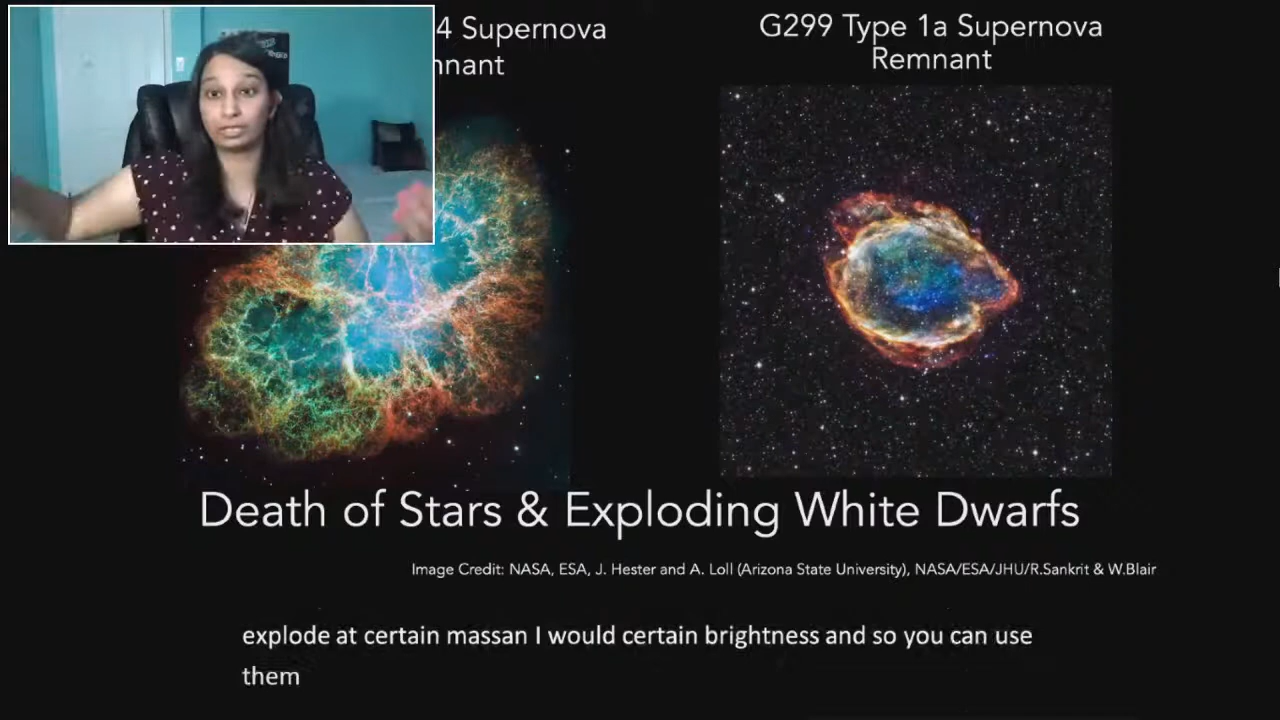 4 Supernova
nnant
G299 Type 1a Supernova
Remnant
Death of Stars & Exploding White Dwarfs
Image Credit: NASA, ESA, J. Hester and A. Loll (Arizona State University), NASA/ESA/JHU/R.Sankrit & W.Blair
explode at certain massan I would certain brightness and so you can use
them